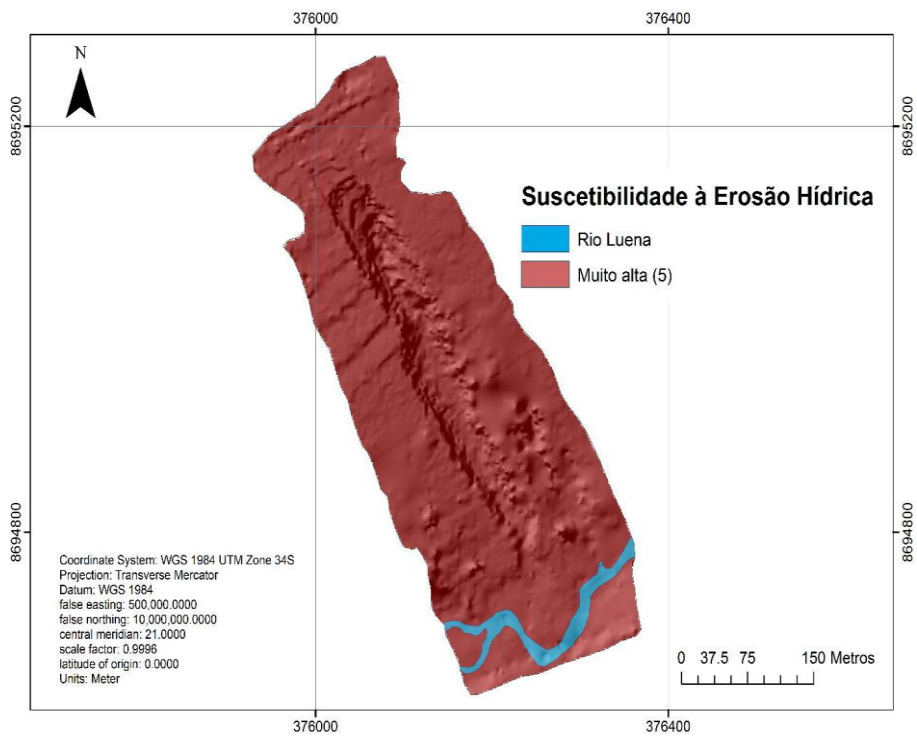 376000
376400
N
8695200
8695200
Suscetibilidade à Erosão Hídrica
Rio Luena
Muito alta (5)
8694800
8694800
Coordinate System: WGS 1984 UTM Zone 34S
Projection: Transverse Mercator
Datum: WGS 1984
false easting: 500,000.0000
false northing: 10,000,000.0000
central meridian: 21.0000
scale factor: 0.9996
latitude of origin: 0.0000
Units: Meter
0 37.5 75 150 Metros
376000
376400